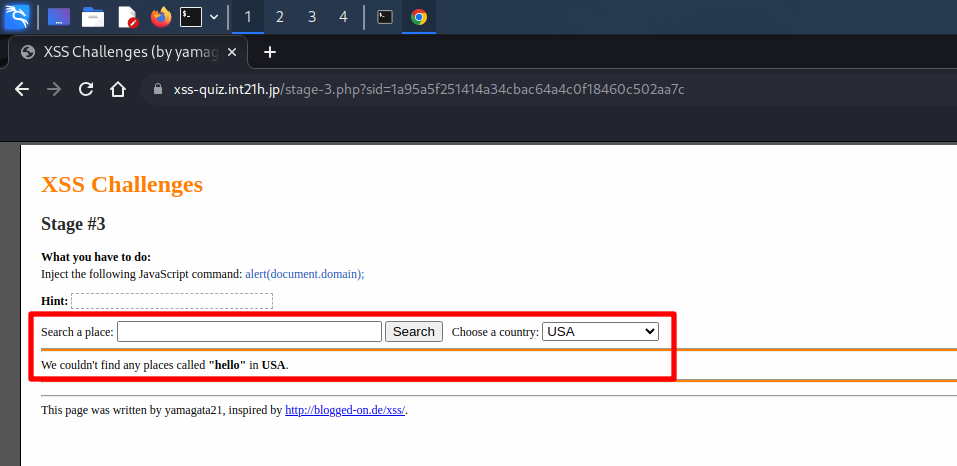 1 2 3 4
XSS Challenges (by yamag
xss-quiz.int21h.jp/stage-3.php?sid=1a95a5f251414a34cbac64a4c0f18460c502aa7c
XSS Challenges
Stage #3
What you have to do:
Inject the following JavaScript command: alert(document.domain);
Hint:
Search a place: Search Choose a country: USA
We couldn't find any places called "hello" in USA.
This page was written by yamagata21, inspired by http://blogged-on.de/xss/.